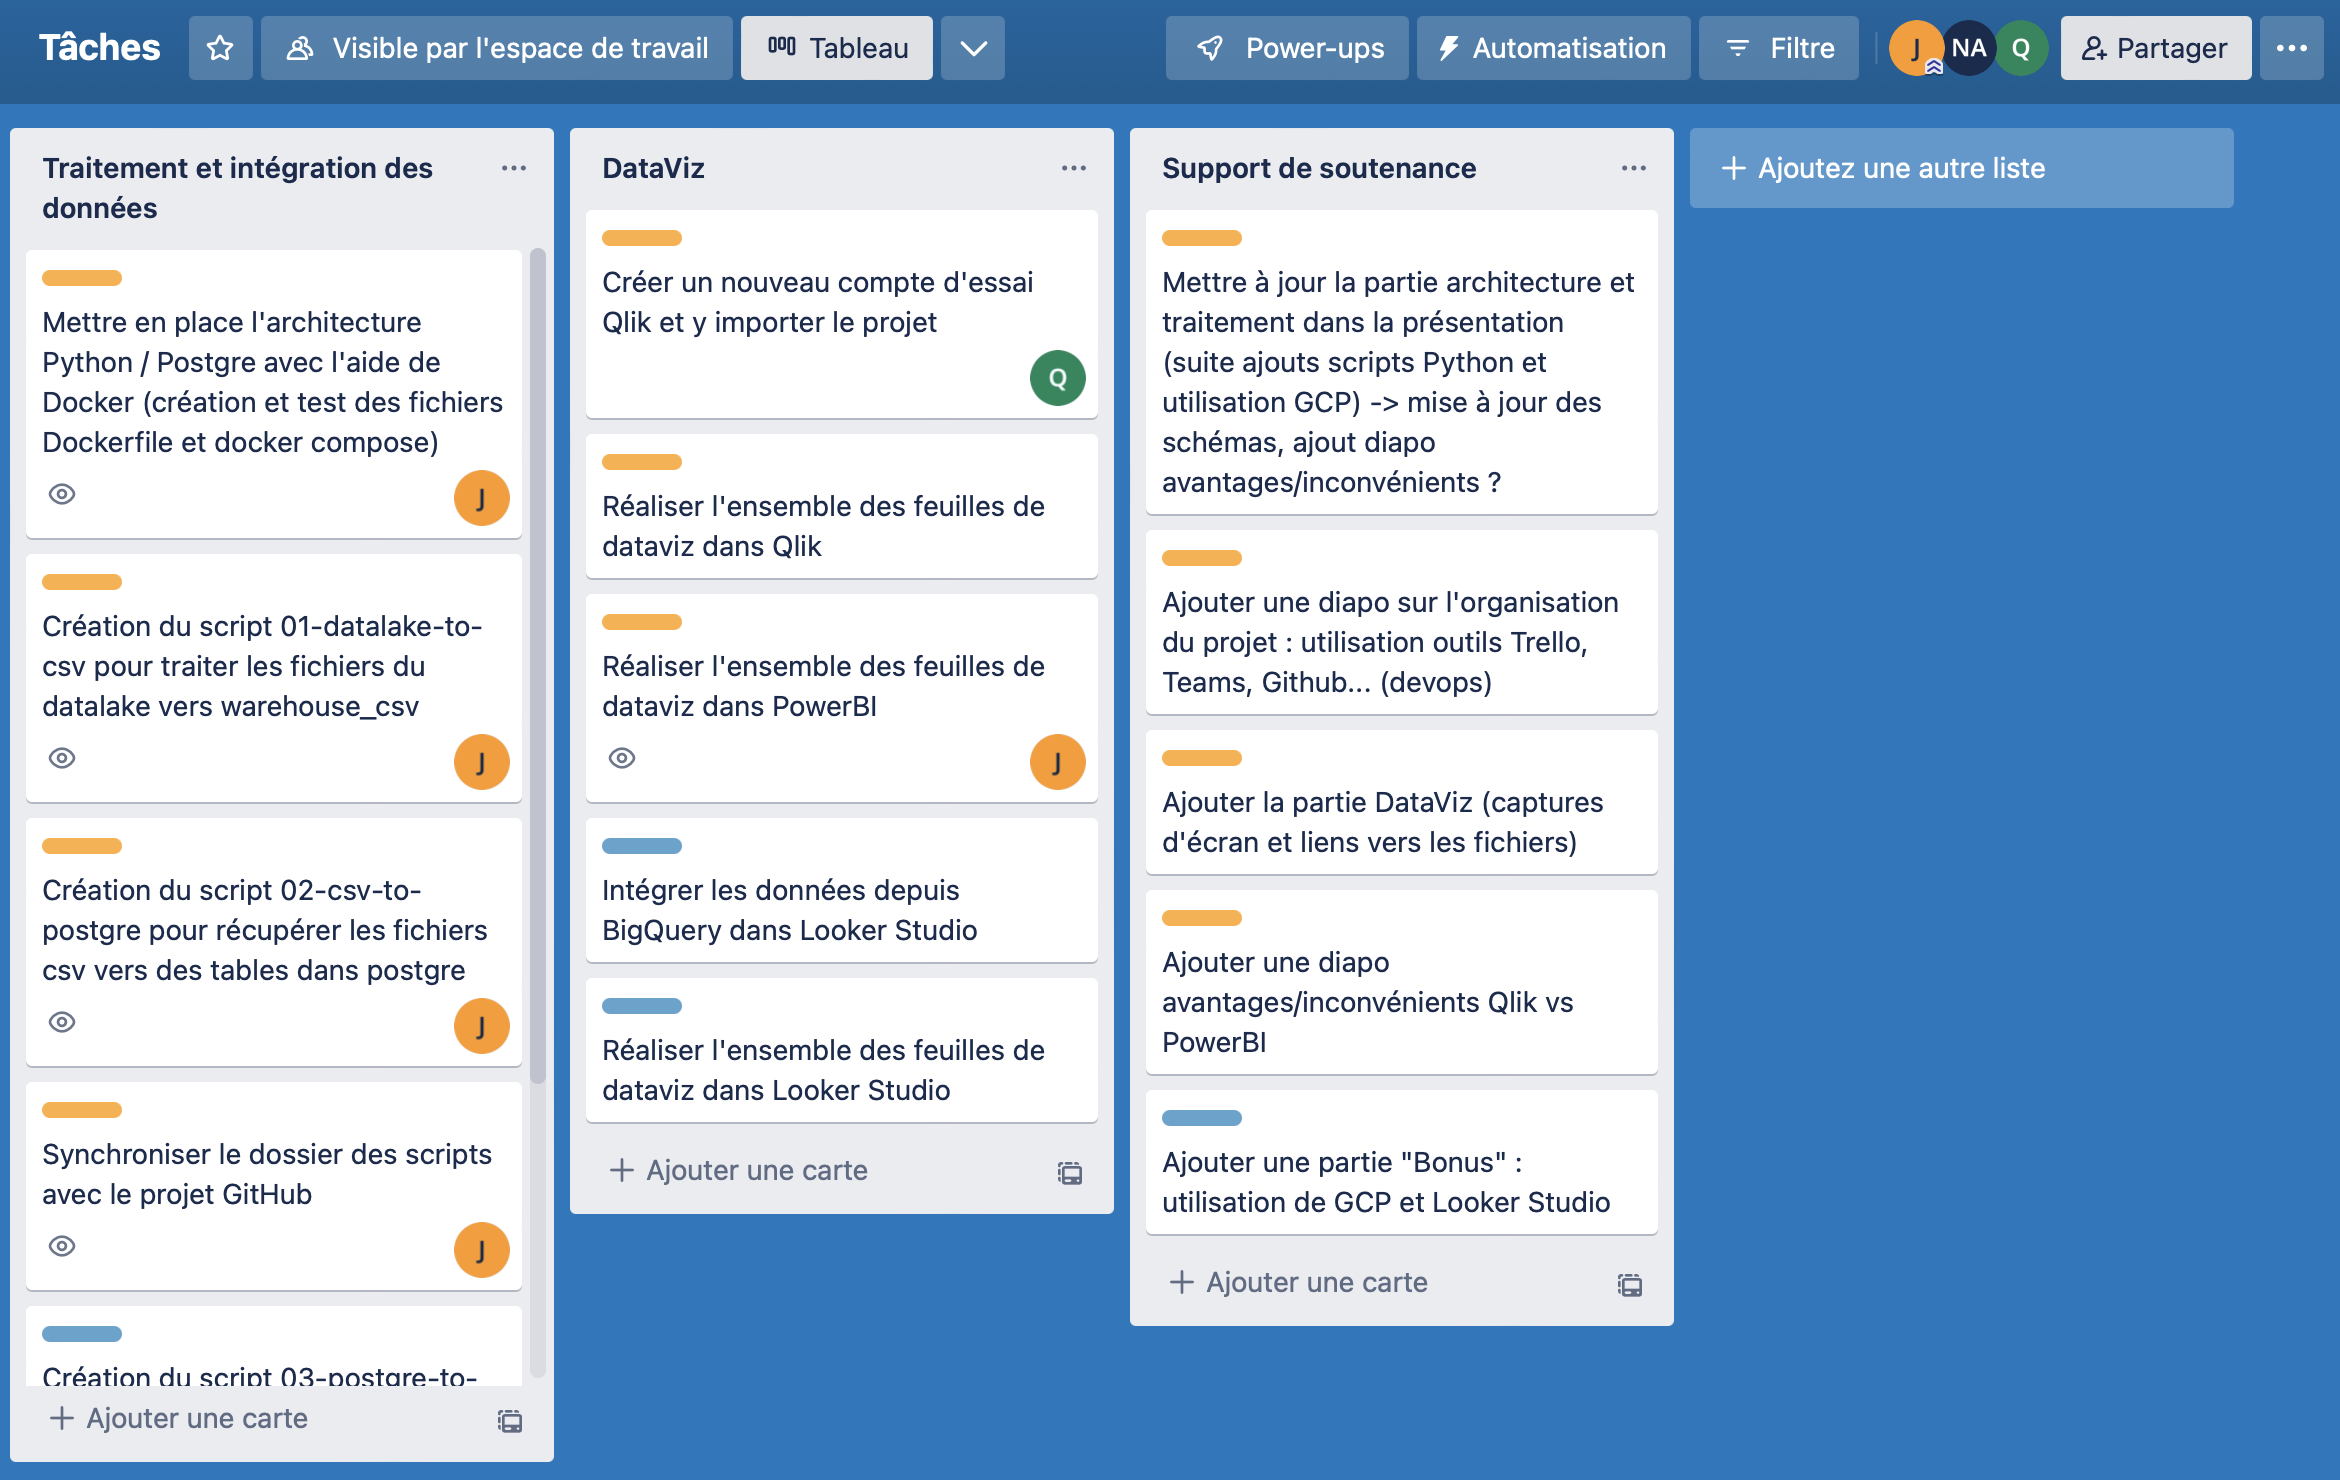 Tâches
Visible par l'espace de travail
Tableau
Power-ups
Automatisation
Filtre
J
NA
Q
Partager
Traitement et intégration des
données
Mettre en place l'architecture
Python / Postgre avec l'aide de
Docker (création et test des fichiers
Dockerfile et docker compose)
J
Création du script 01-datalake-to-
csv pour traiter les fichiers du
datalake vers warehouse_csv
J
Création du script 02-csv-to-
postgre pour récupérer les fichiers
csv vers des tables dans postgre
J
Synchroniser le dossier des scripts
avec le projet GitHub
J
Création du script 03-postgre-to-
Ajouter une carte
DataViz
Créer un nouveau compte d'essai
Qlik et y importer le projet
Q
Réaliser l'ensemble des feuilles de
dataviz dans Qlik
Réaliser l'ensemble des feuilles de
dataviz dans PowerBI
J
Intégrer les données depuis
BigQuery dans Looker Studio
Réaliser l'ensemble des feuilles de
dataviz dans Looker Studio
Ajouter une carte
Support de soutenance
Mettre à jour la partie architecture et
traitement dans la présentation
(suite ajouts scripts Python et
utilisation GCP) -> mise à jour des
schémas, ajout diapo
avantages/inconvénients ?
Ajouter une diapo sur l'organisation
du projet : utilisation outils Trello,
Teams, Github... (devops)
Ajouter la partie DataViz (captures
d'écran et liens vers les fichiers)
Ajouter une diapo
avantages/inconvénients Qlik vs
PowerBI
Ajouter une partie "Bonus" :
utilisation de GCP et Looker Studio
Ajouter une carte
Ajoutez une autre liste